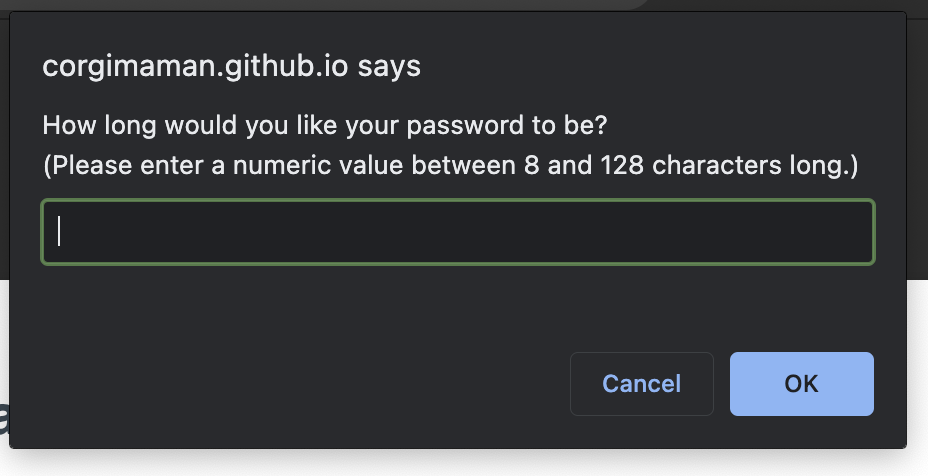 corgimaman.github.io says
How long would you like your password to be?
(Please enter a numeric value between 8 and 128 characters long.)
Cancel
OK